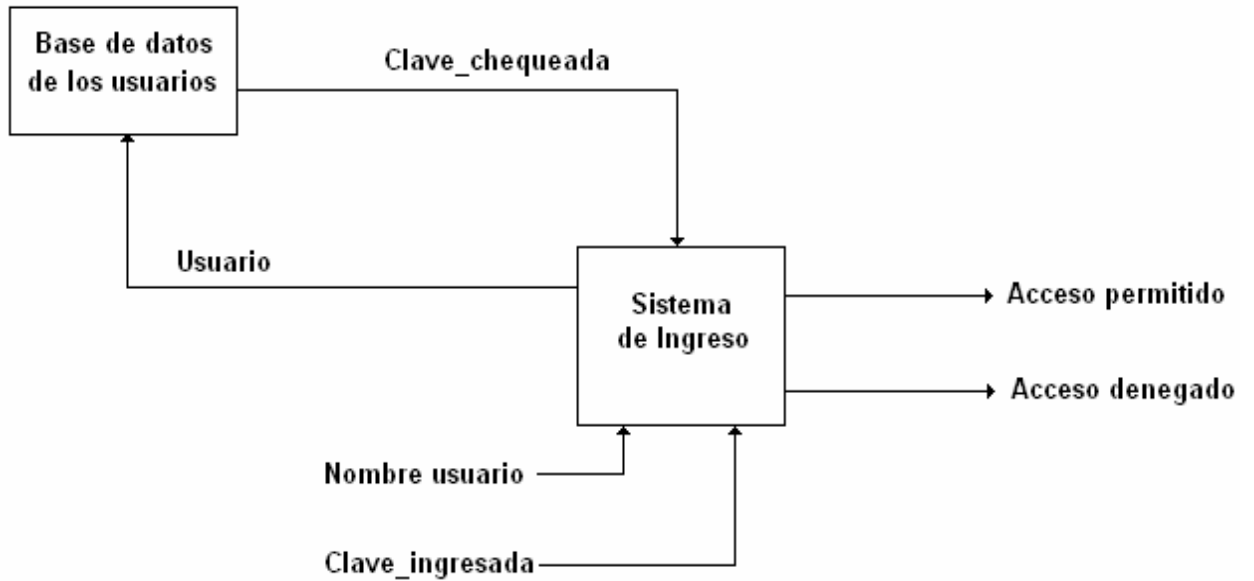 Base de datos
de los usuarios
Clave_chequeada
Usuario
Sistema
de Ingreso
Acceso permitido
Acceso denegado
Nombre usuario
Clave_ingresada